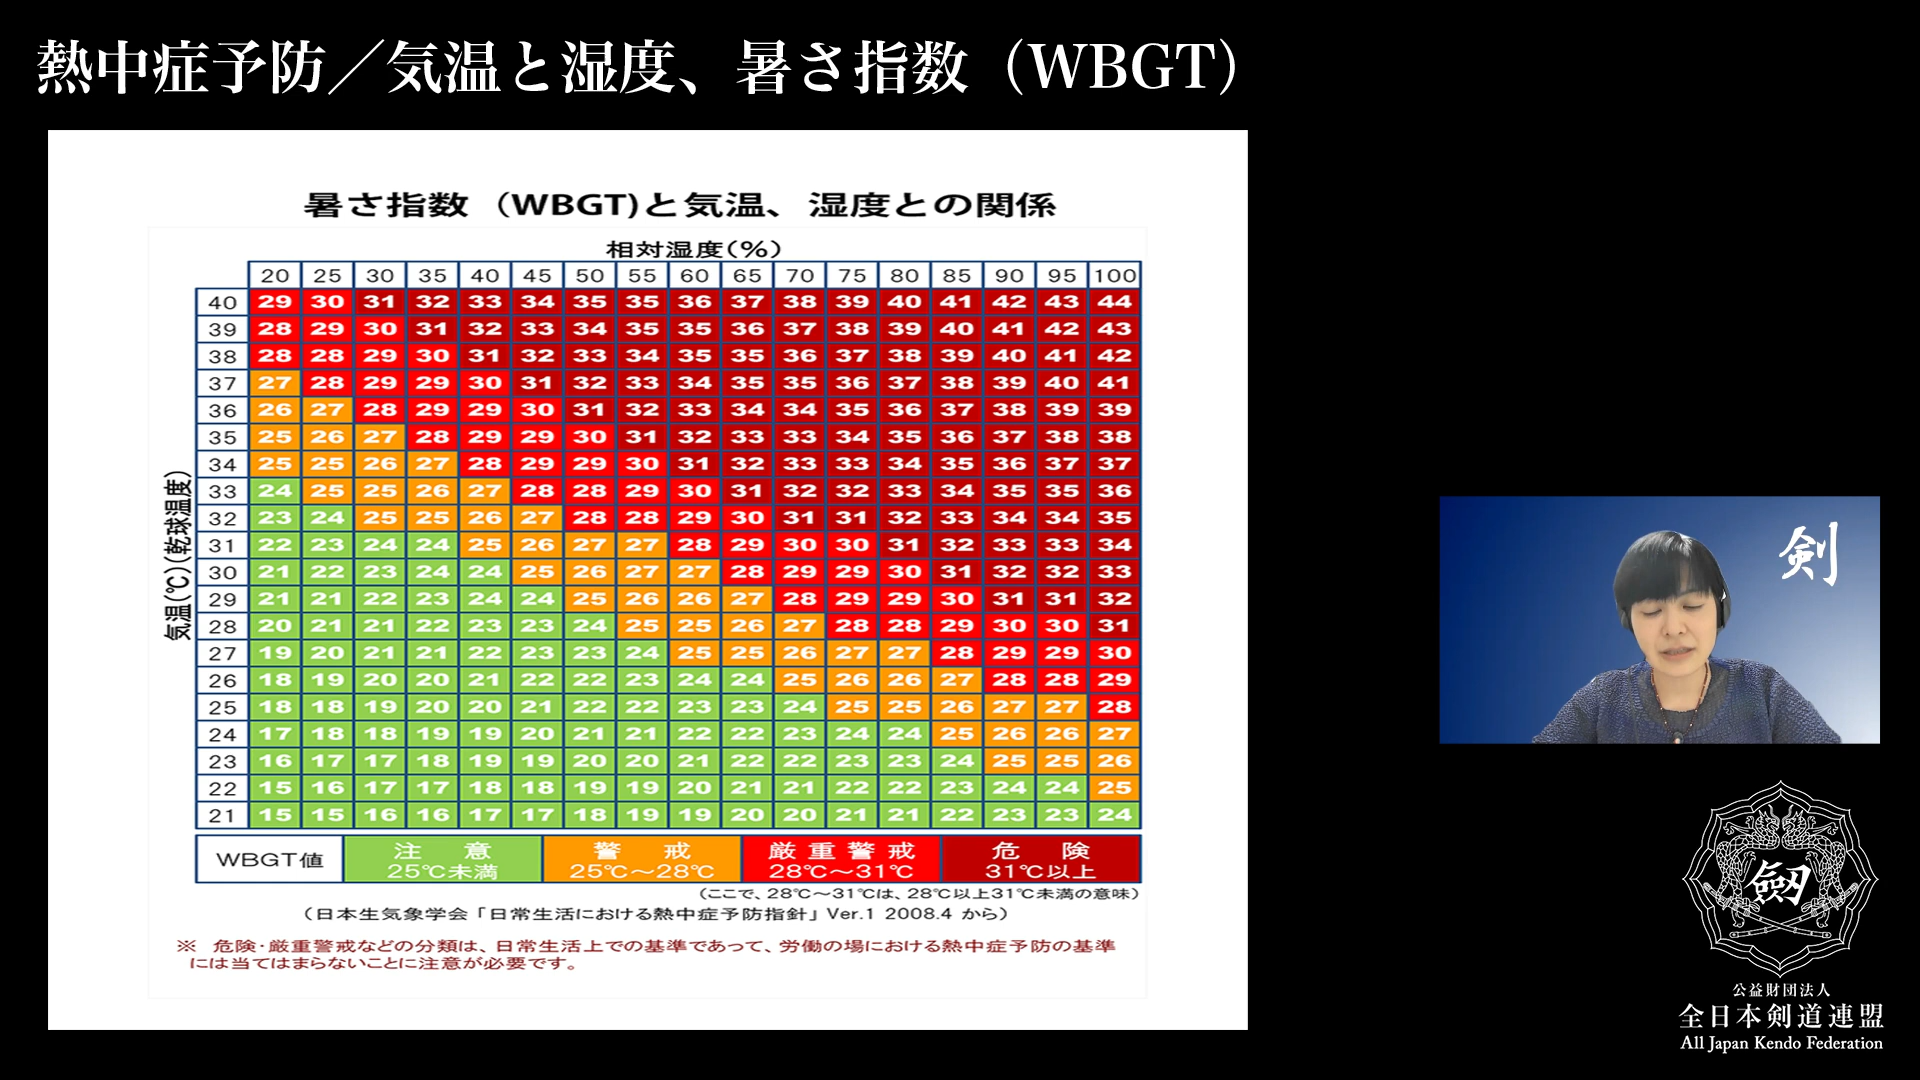 熱中症予防／気温と湿度、暑さ指数（WBGT）
暑さ指数（WBGT)と気温、湿度との関係
相対湿度(%)
20 25 30 35 40 45 50 55 60 65 70 75 80 85 90 95 100
気温(℃)(乾球温度)
40 29 30 31 32 33 34 35 35 36 37 38 39 40 41 42 43 44
39 28 29 30 31 32 33 34 35 35 36 37 38 39 40 41 42 43
38 28 28 29 30 31 32 33 34 35 35 36 37 38 39 40 41 42
37 27 28 29 29 30 31 32 33 34 35 35 36 37 38 39 40 41
36 26 27 28 29 29 30 31 32 33 34 34 35 36 37 38 39 39
35 25 26 27 28 29 29 30 31 32 33 33 34 35 36 37 38 38
34 25 25 26 27 28 29 29 30 31 32 33 33 34 35 36 37 37
33 24 25 25 26 27 28 28 29 30 31 32 32 33 34 35 35 36
32 23 24 25 25 26 27 28 28 29 30 31 31 32 33 34 34 35
31 22 23 24 24 25 26 27 27 28 29 30 30 31 32 33 33 34
30 21 22 23 24 24 25 26 27 27 28 29 29 30 31 32 32 33
29 21 21 22 23 24 24 25 26 26 27 28 29 29 30 31 31 32
28 20 21 21 22 23 23 24 25 25 26 27 28 28 29 30 30 31
27 19 20 21 21 22 23 23 24 25 25 26 27 27 28 29 29 30
26 18 19 20 20 21 22 22 23 24 24 25 26 26 27 28 28 29
25 18 18 19 20 20 21 22 22 23 23 24 25 25 26 27 27 28
24 17 18 18 19 19 20 21 21 22 22 23 24 24 25 26 26 27
23 16 17 17 18 19 19 20 20 21 22 22 23 23 24 25 25 26
22 15 16 17 17 18 18 19 19 20 21 21 22 22 23 24 24 25
21 15 15 16 16 17 17 18 19 19 20 20 21 21 22 23 23 24
WBGT値
注　意
25℃未満
警　戒
25℃～28℃
厳重警戒
28℃～31℃
危　険
31℃以上
(ここで、28℃～31℃は、28℃以上31℃未満の意味)
(日本生気象学会「日常生活における熱中症予防指針」Ver.1 2008.4 から)
※ 危険・厳重警戒などの分類は、日常生活上での基準であって、労働の場における熱中症予防の基準
には当てはまらないことに注意が必要です。
剣
劔
公益財団法人
全日本剣道連盟
All Japan Kendo Federation